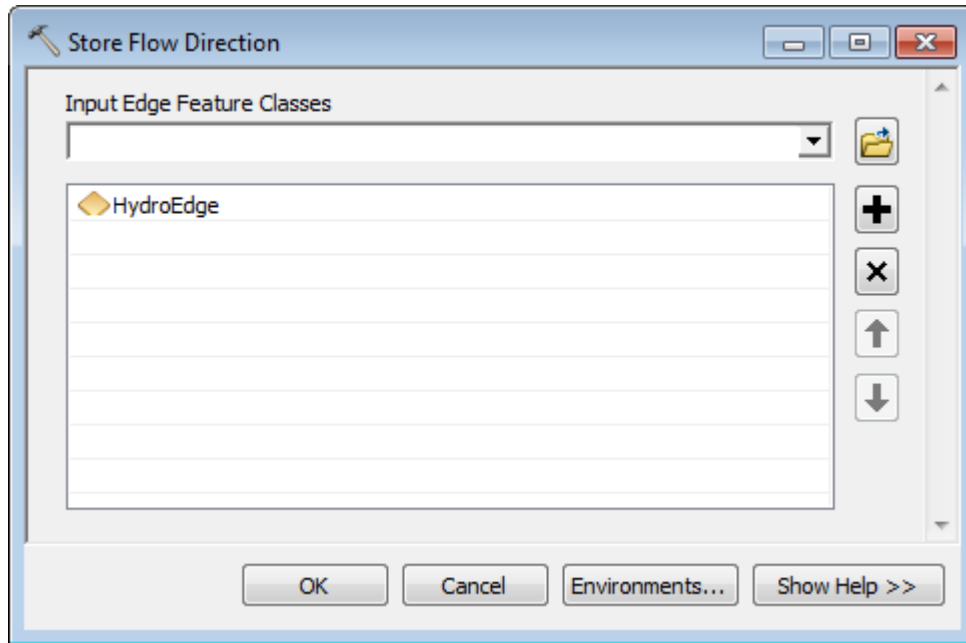 Store Flow Direction
Input Edge Feature Classes
HydroEdge
OK
Cancel
Environments...
Show Help >>